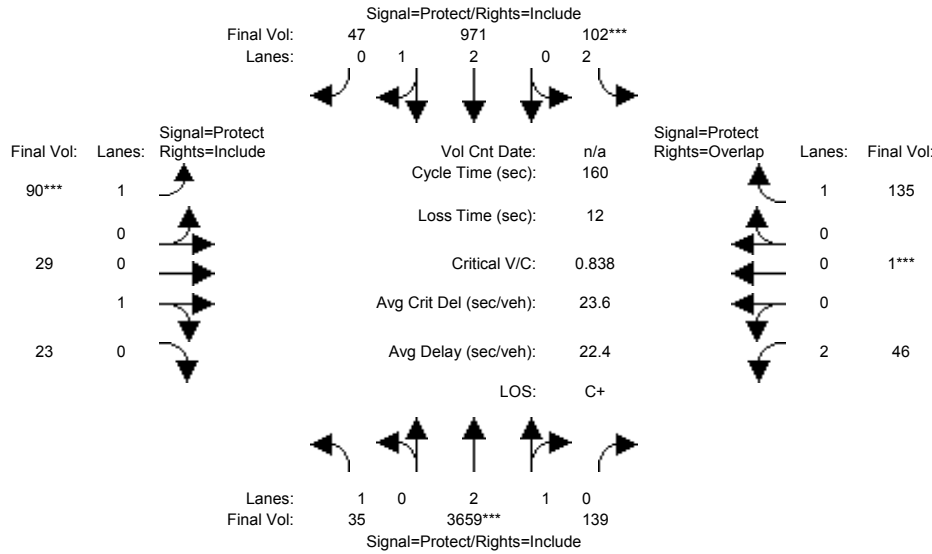 Signal=Protect/Rights=Include
Final Vol: 47 971 102***
Lanes: 0 1 2 0 2
Signal=Protect
Final Vol: Lanes: Rights=Include
Vol Cnt Date: n/a
Signal=Protect
Rights=Overlap Lanes: Final Vol:
Cycle Time (sec): 160
90*** 1
1 135
Loss Time (sec): 12
0
0
29 0
Critical V/C: 0.838
0 1***
1
Avg Crit Del (sec/veh): 23.6
0
23 0
Avg Delay (sec/veh): 22.4
2 46
LOS: C+
Lanes: 1 0 2 1 0
Final Vol: 35 3659*** 139
Signal=Protect/Rights=Include